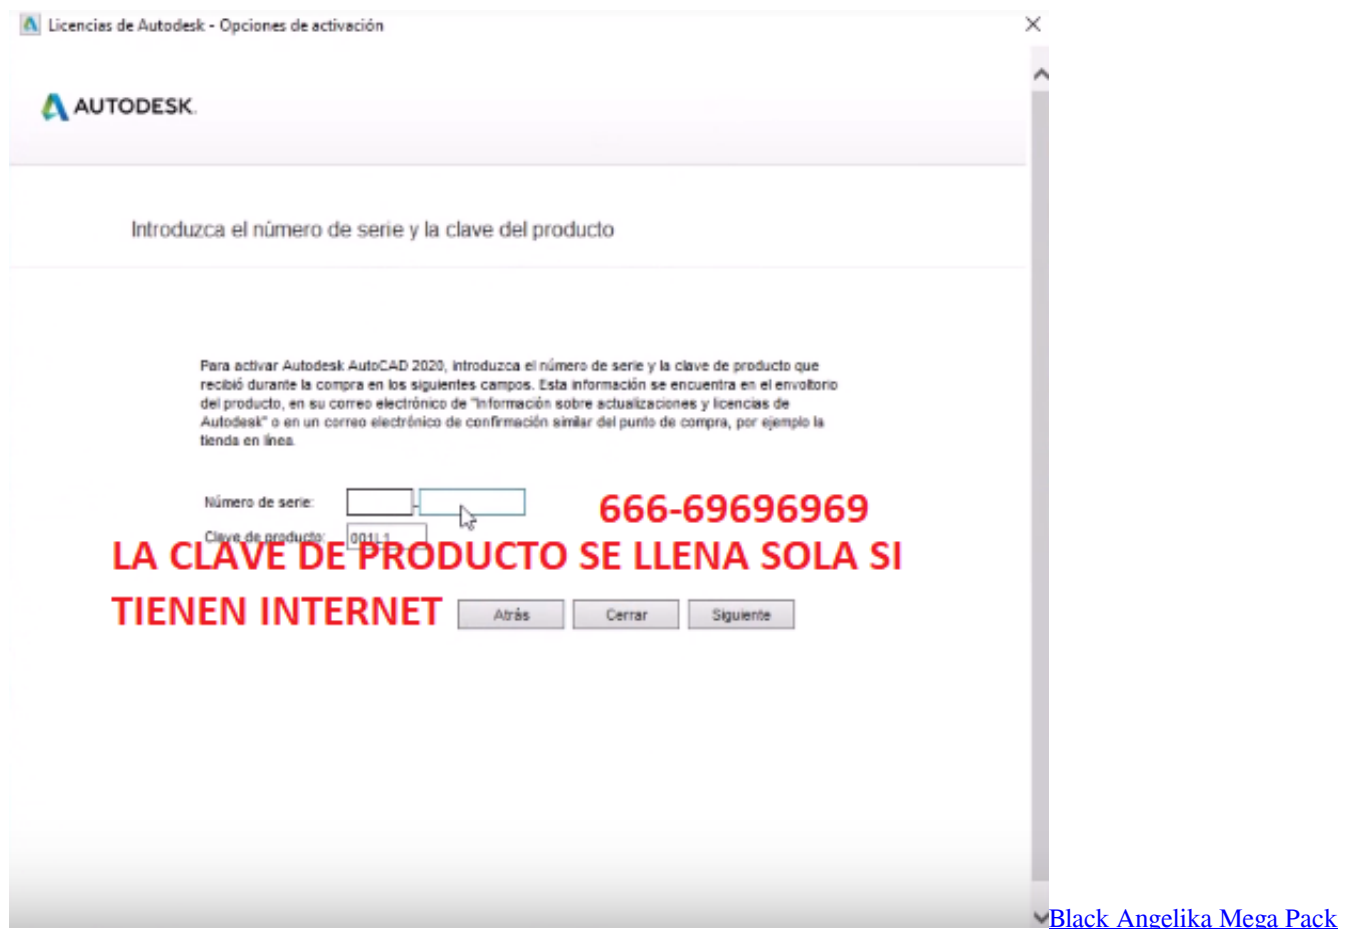 Licencias de Autodesk - Opciones de activación
AUTODESK.
Introduzca el número de serie y la clave del producto
Para activar Autodesk AutoCAD 2020, introduzca el número de serie y la clave de producto que
recibió durante la compra en los siguientes campos. Esta información se encuentra en el envoltorio
del producto, en su correo electrónico de "Información sobre actualizaciones y licencias de
Autodesk" o en un correo electrónico de confirmación similar del punto de compra, por ejemplo la
tienda en línea.
Número de serie: - 666-69696969
Clave de producto: 001L1
LA CLAVE DE PRODUCTO SE LLENA SOLA SI
TIENEN INTERNET Atrás Cerrar Siguiente
Black Angelika Mega Pack